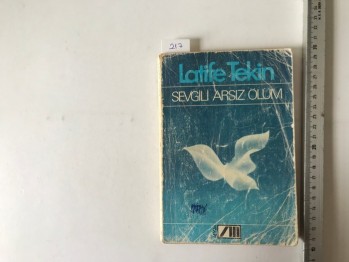 217
Latife Tekin
SEVGİLİ ARSIZ ÖLÜM